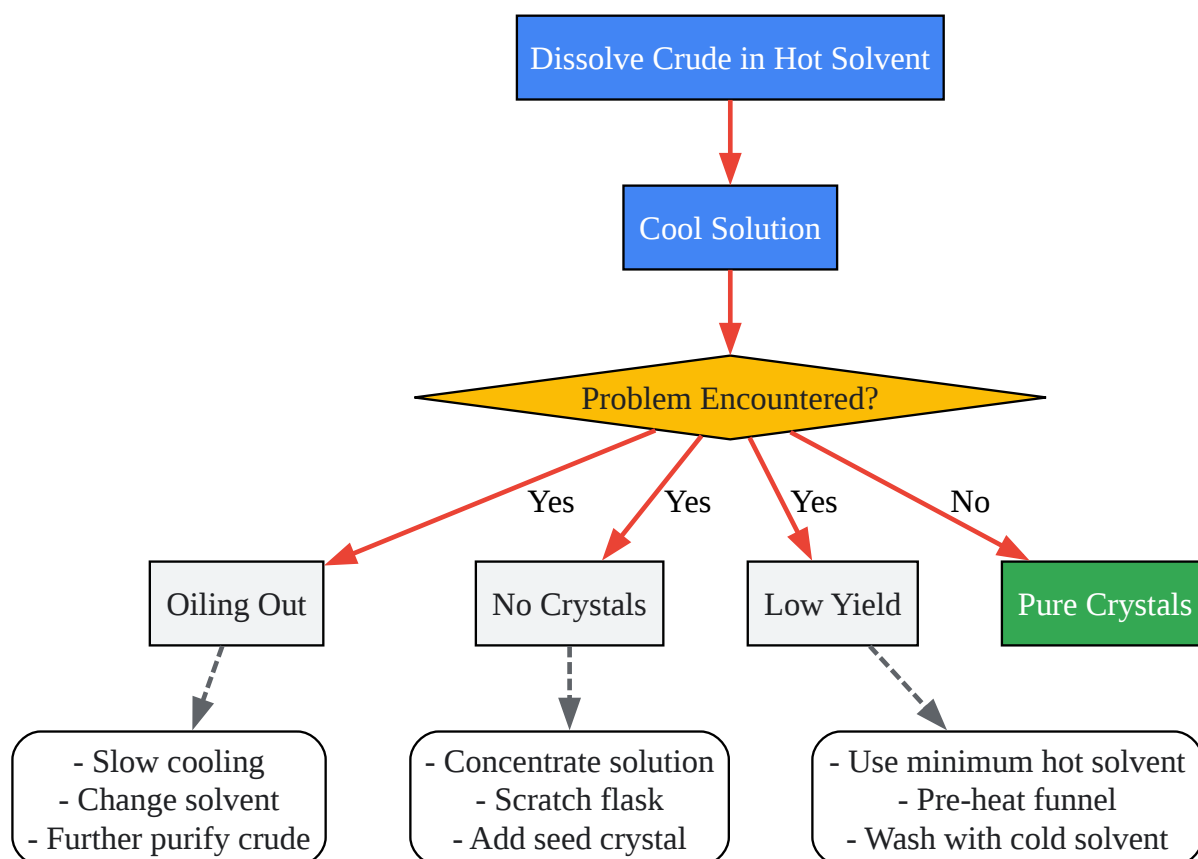 Dissolve Crude in Hot Solvent
Cool Solution
Problem Encountered?
Yes
Yes
Yes
No
Oiling Out
No Crystals
Low Yield
Pure Crystals
- Slow cooling
- Change solvent
- Further purify crude
- Concentrate solution
- Scratch flask
- Add seed crystal
- Use minimum hot solvent
- Pre-heat funnel
- Wash with cold solvent